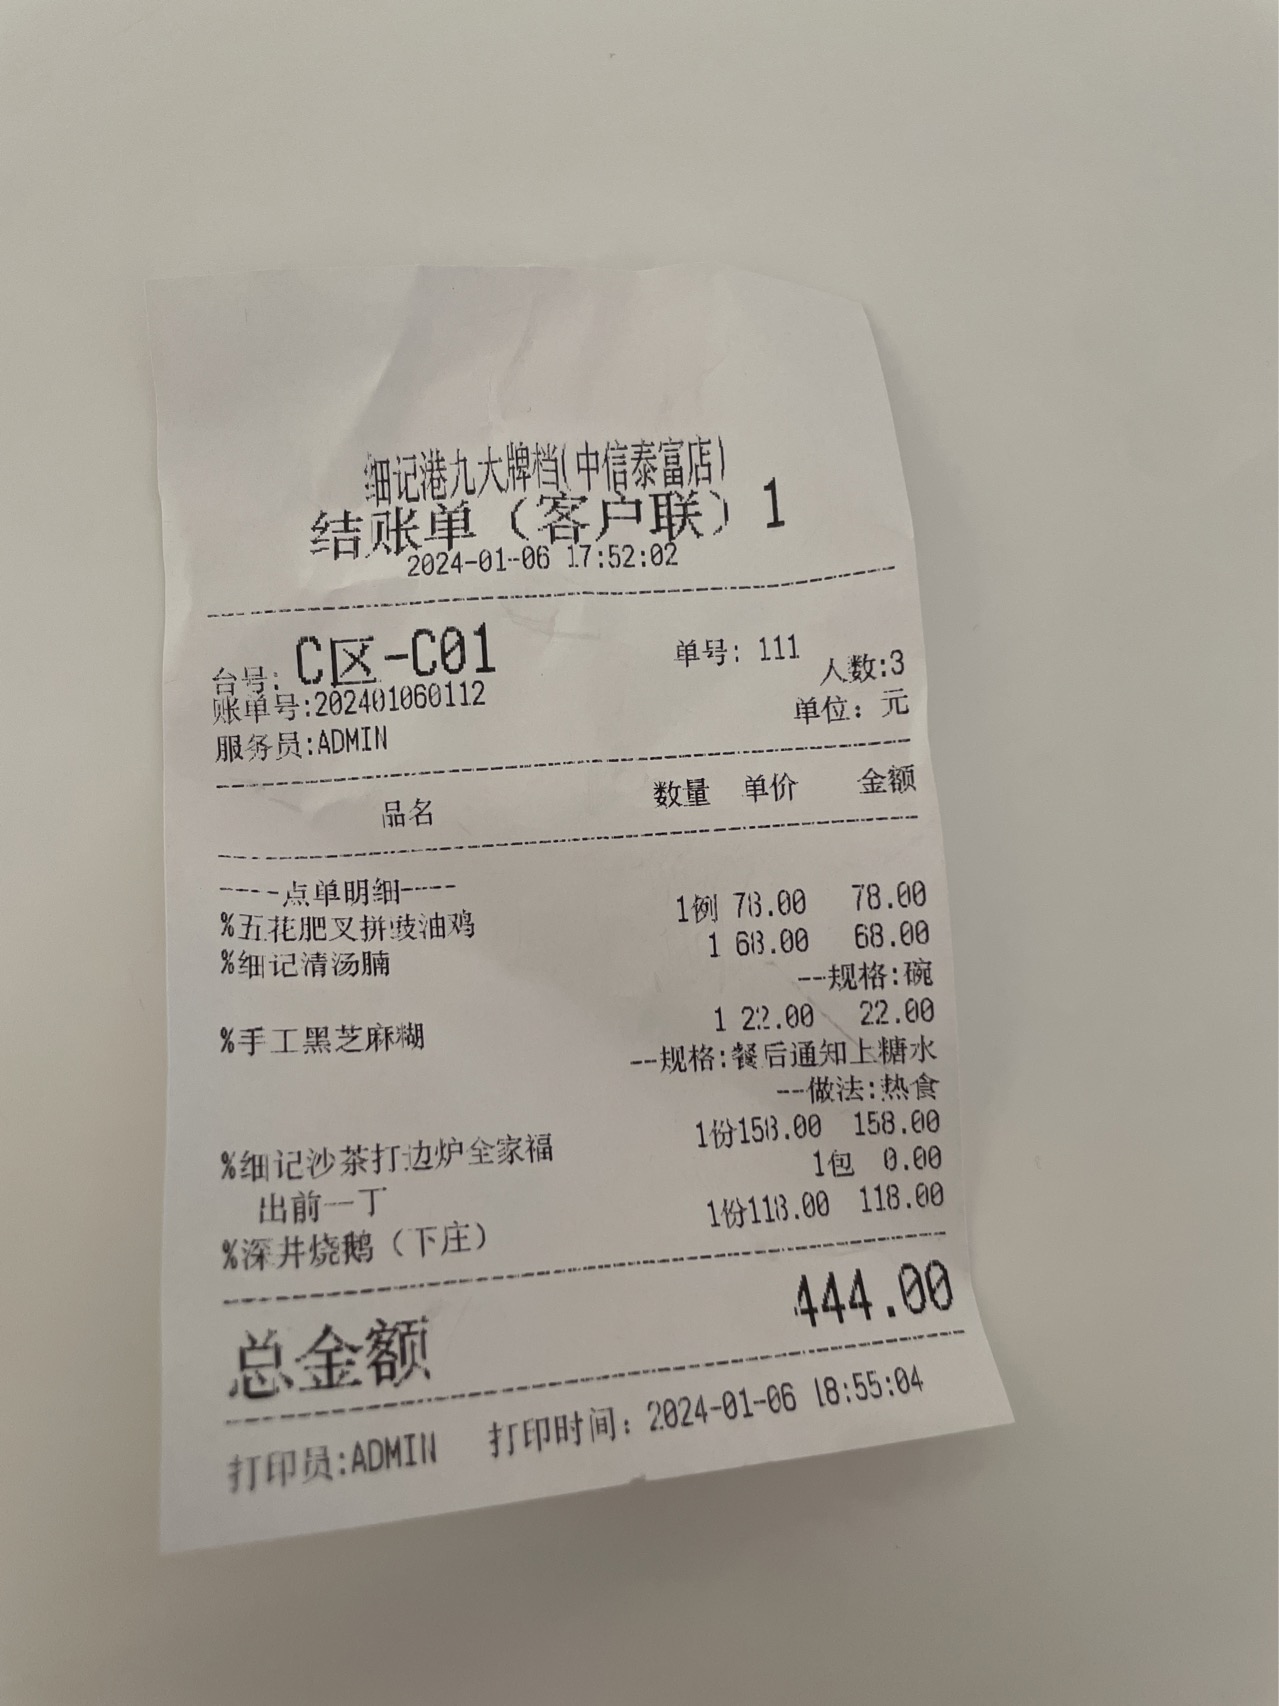 细记港九大牌档(中信泰富店)
结账单（客户联）1
2024-01-06 17:52:02
台号: C区-C01 单号: 111
账单号:202401060112 人数:3
服务员:ADMIN 单位: 元
品名 数量 单价 金额
----点单明细----
%五花肥叉拼豉油鸡 1例 78.00 78.00
%细记清汤腩 1 68.00 68.00
--规格:碗
%手工黑芝麻糊 1 22.00 22.00
--规格:餐后通知上糖水
--做法:热食
%细记沙茶打边炉全家福 1份158.00 158.00
出前一丁 1包 0.00
%深井烧鹅（下庄） 1份118.00 118.00
总金额 444.00
打印员:ADMIN 打印时间: 2024-01-06 18:55:04